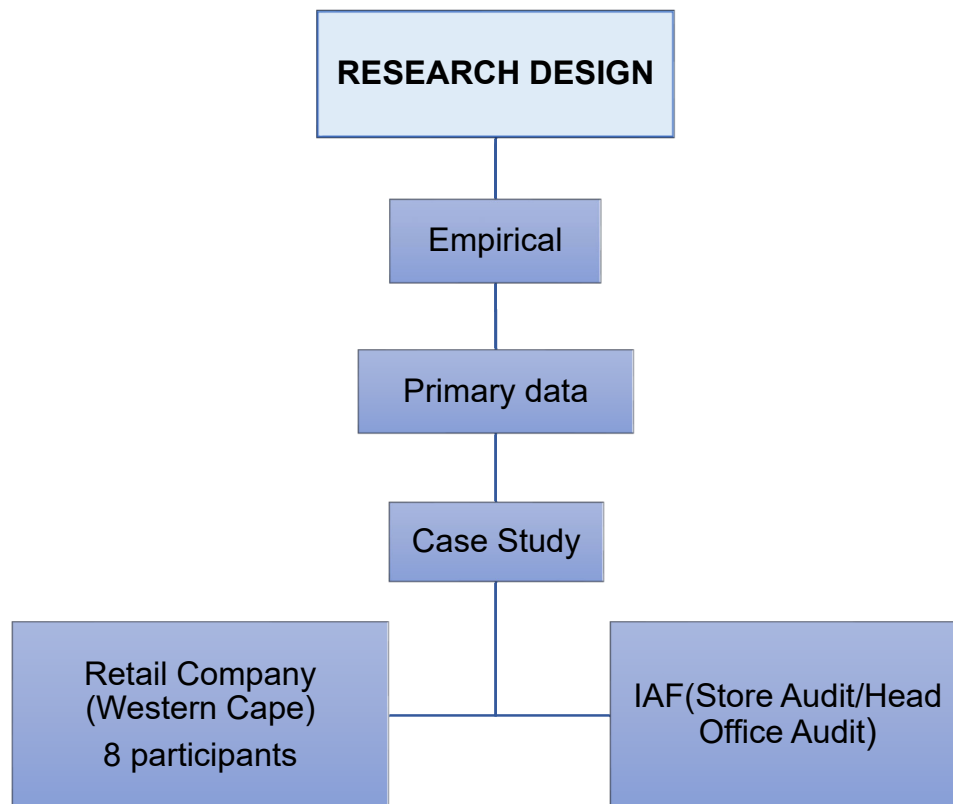 RESEARCH DESIGN
Empirical
Primary data
Case Study
Retail Company
(Western Cape)
8 participants
IAF(Store Audit/Head
Office Audit)